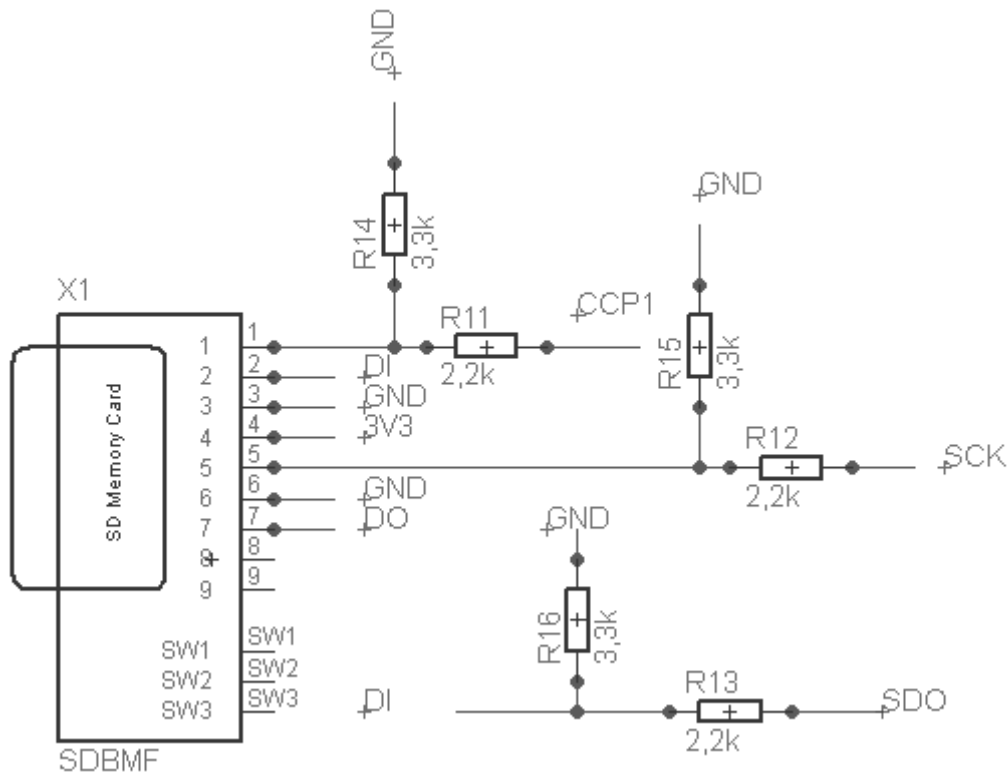 GND
R14
3,3k
GND
R15
3,3k
X1
R11
2,2k
CCP1
1 1
2 2 DI
3 3 GND
4 4 3V3
5 5
6 6 GND
7 7 DO
8 8
9 9
SD Memory Card
R12
2,2k
SCK
GND
R16
3,3k
SW1 SW1
SW2 SW2
SW3 SW3
DI
R13
2,2k
SDO
SDBMF